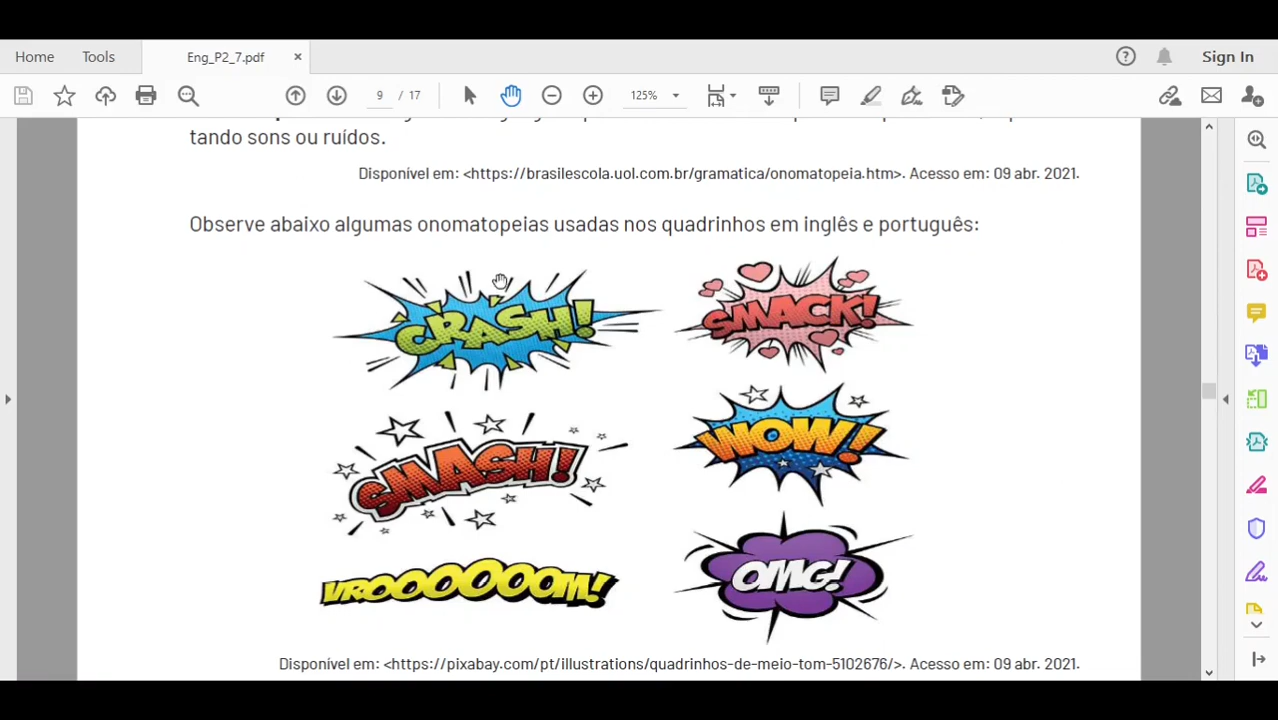 Home Tools Eng_P2_7.pdf × Sign In
9 / 17 125%
tando sons ou ruídos.
Disponível em: <https://brasilescola.uol.com.br/gramatica/onomatopeia.htm>. Acesso em: 09 abr. 2021.
Observe abaixo algumas onomatopeias usadas nos quadrinhos em inglês e português:
CRASH! SMACK!
SMASH! WOW!
VROOOOOOM! OMG!
Disponível em: <https://pixabay.com/pt/illustrations/quadrinhos-de-meio-tom-5102676/>. Acesso em: 09 abr. 2021.